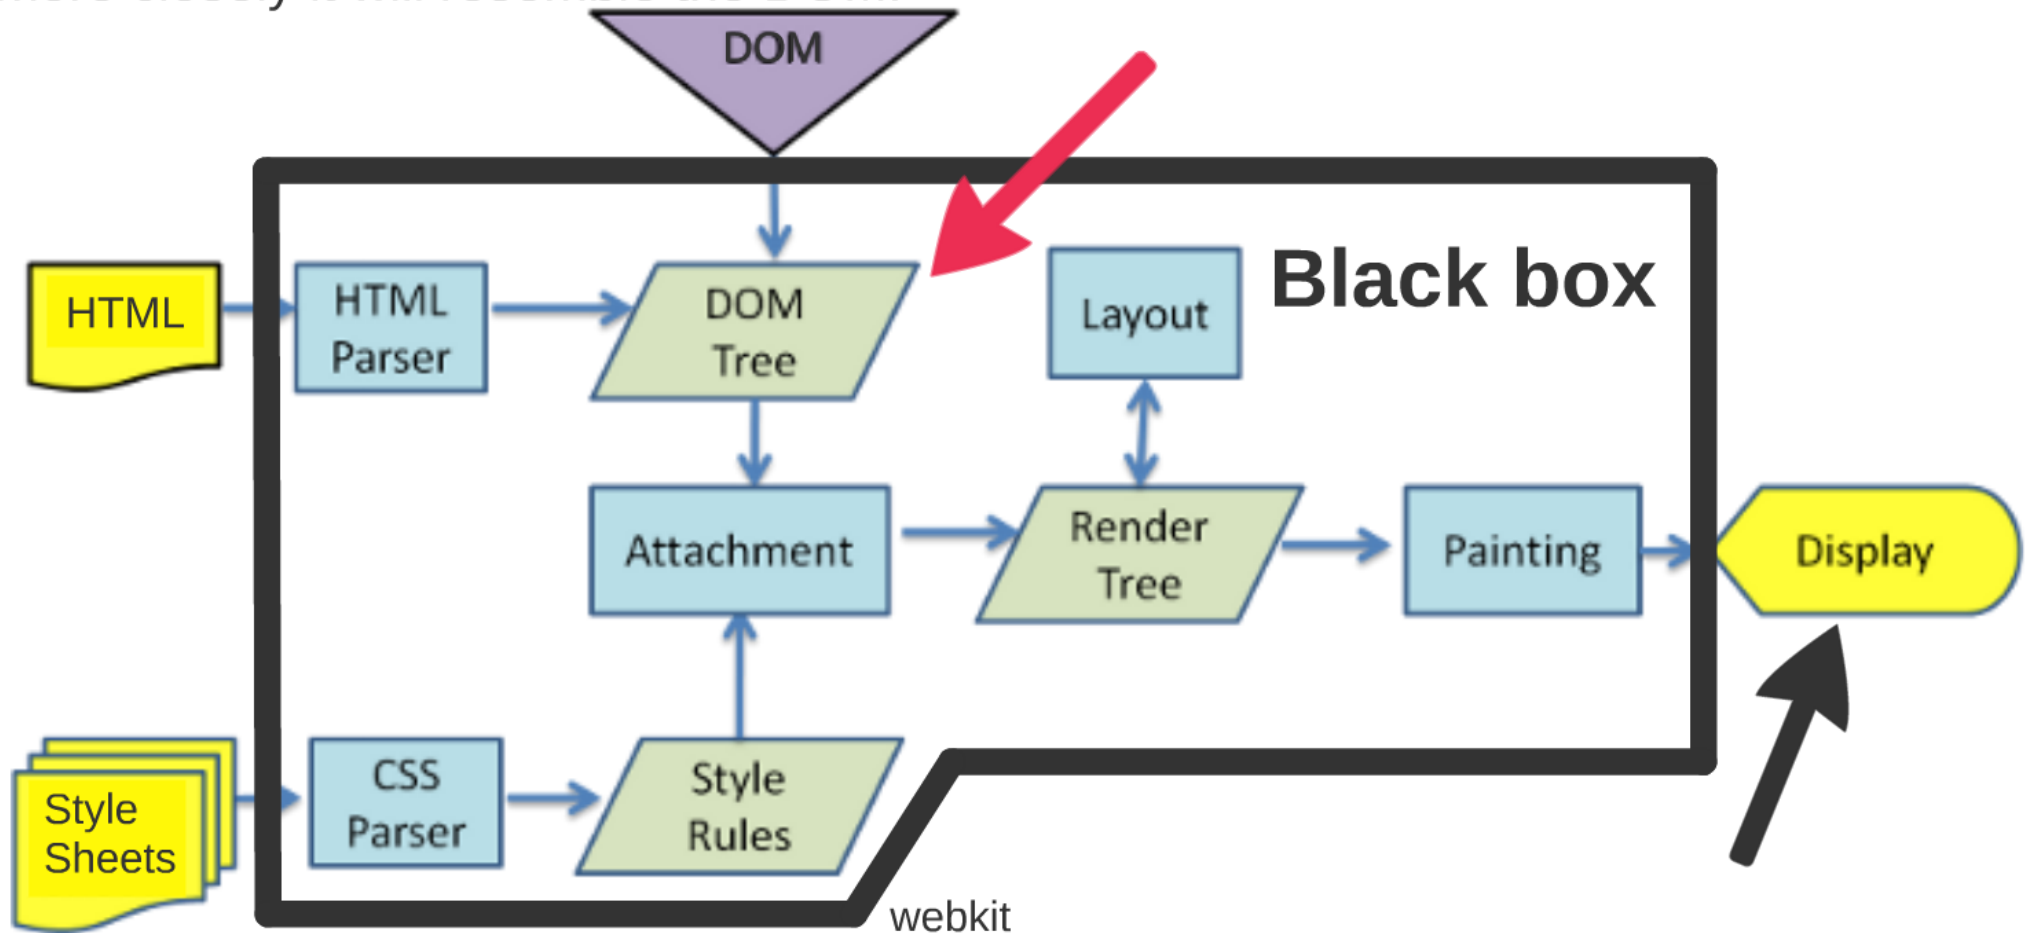 DOM
HTML
HTML
Parser
DOM
Tree
Layout
Black box
Attachment
Render
Tree
Painting
Display
Style
Sheets
CSS
Parser
Style
Rules
webkit